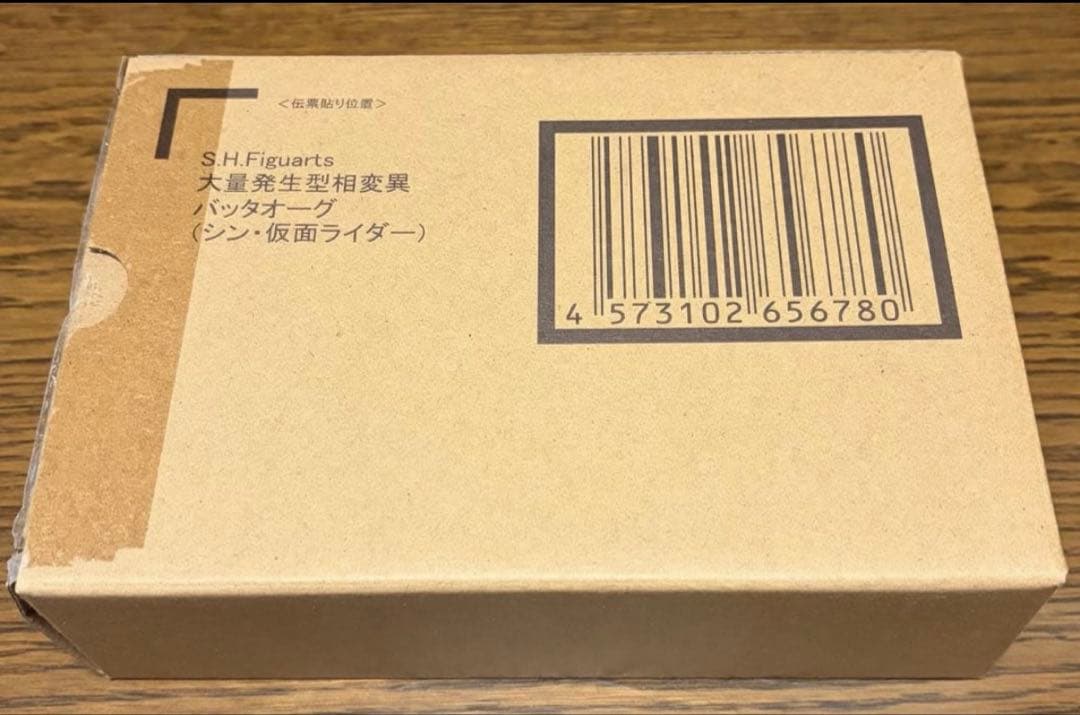 <伝票貼り位置>
S.H.Figuarts
大量発生型相変異
バッタオーグ
(シン・仮面ライダー)
4 573102 656780